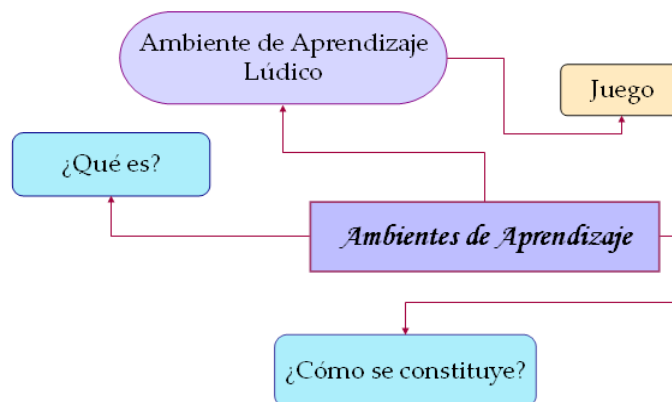 Ambiente de Aprendizaje
Lúdico
Juego
¿Qué es?
Ambientes de Aprendizaje
¿Cómo se constituye?